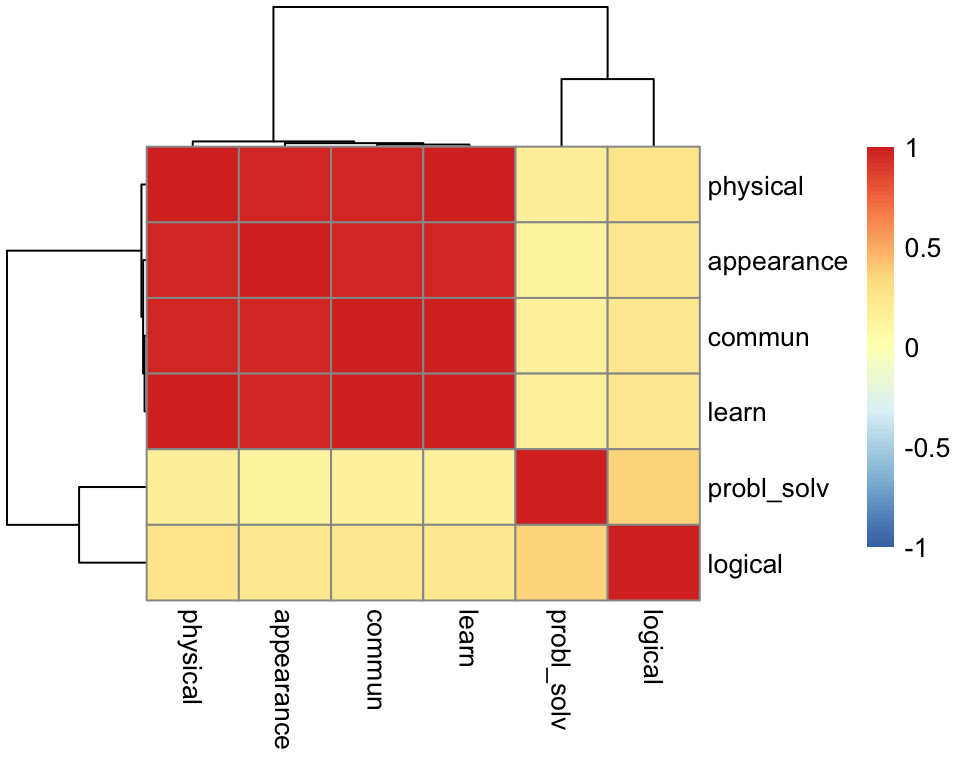 1
0.5
0
-0.5
-1
physical
appearance
commun
learn
probl_solv
logical
physical
appearance
commun
learn
probl_solv
logical